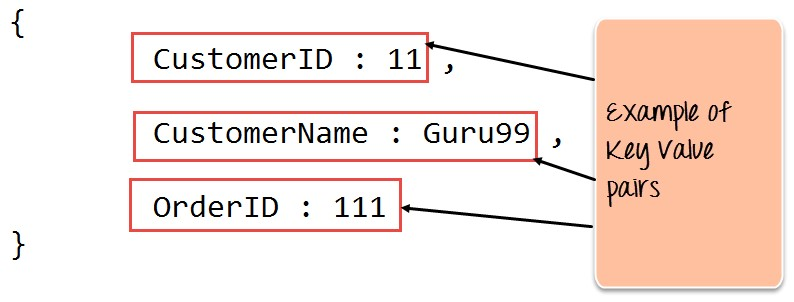 {
CustomerID : 11 ,
CustomerName : Guru99 ,
OrderID : 111
}
Example of
Key Value
pairs